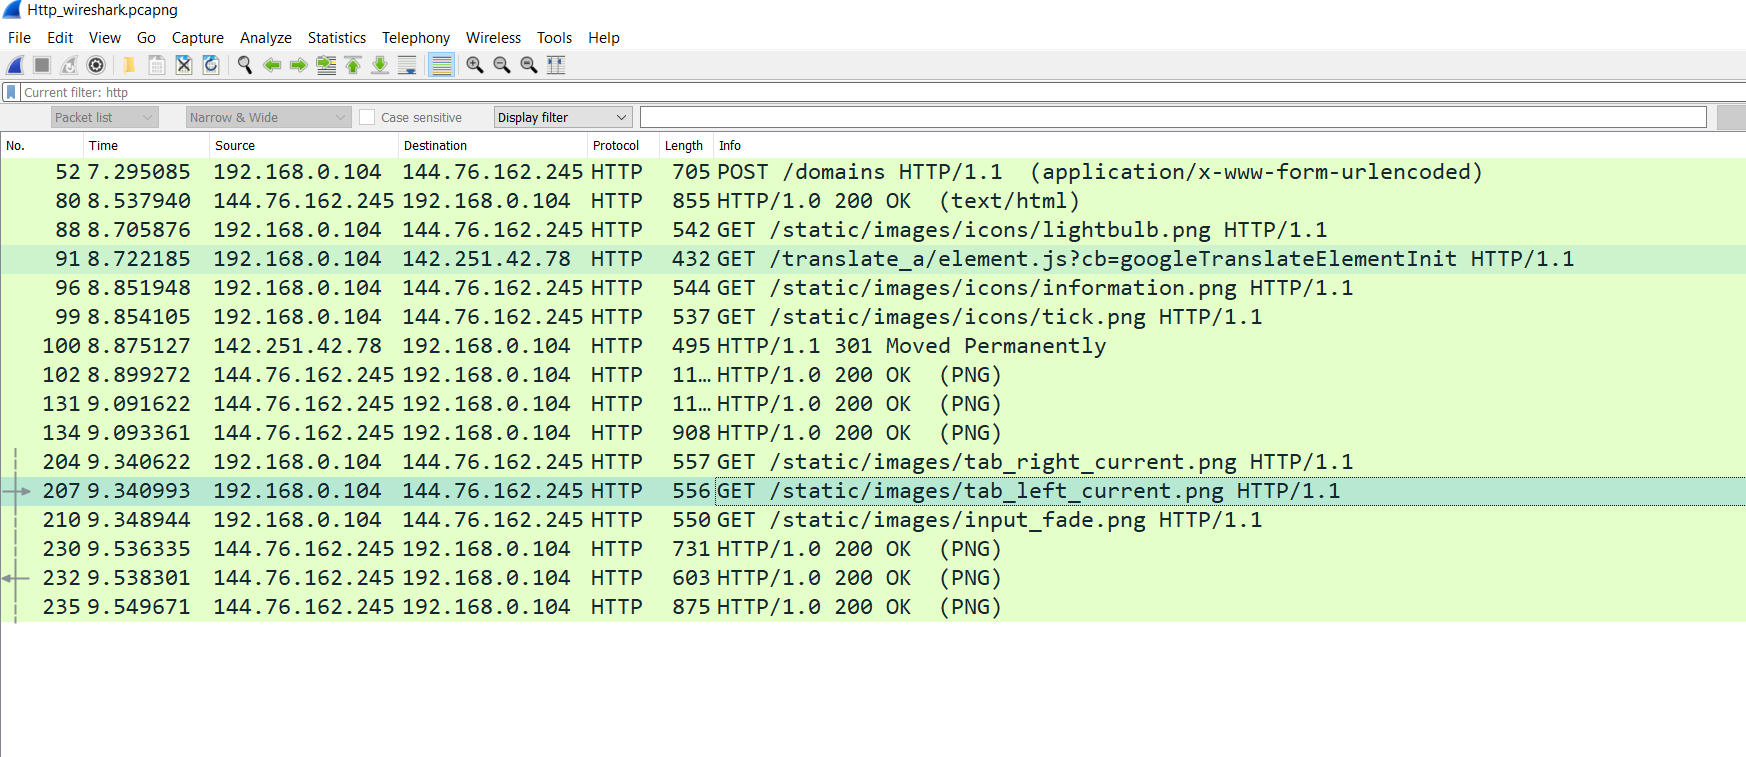 Http_wireshark.pcapng
File Edit View Go Capture Analyze Statistics Telephony Wireless Tools Help
Current filter: http
Packet list Narrow & Wide Case sensitive Display filter
No. Time Source Destination Protocol Length Info
52 7.295085 192.168.0.104 144.76.162.245 HTTP 705 POST /domains HTTP/1.1 (application/x-www-form-urlencoded)
80 8.537940 144.76.162.245 192.168.0.104 HTTP 855 HTTP/1.0 200 OK (text/html)
88 8.705876 192.168.0.104 144.76.162.245 HTTP 542 GET /static/images/icons/lightbulb.png HTTP/1.1
91 8.722185 192.168.0.104 142.251.42.78 HTTP 432 GET /translate_a/element.js?cb=googleTranslateElementInit HTTP/1.1
96 8.851948 192.168.0.104 144.76.162.245 HTTP 544 GET /static/images/icons/information.png HTTP/1.1
99 8.854105 192.168.0.104 144.76.162.245 HTTP 537 GET /static/images/icons/tick.png HTTP/1.1
100 8.875127 142.251.42.78 192.168.0.104 HTTP 495 HTTP/1.1 301 Moved Permanently
102 8.899272 144.76.162.245 192.168.0.104 HTTP 11… HTTP/1.0 200 OK (PNG)
131 9.091622 144.76.162.245 192.168.0.104 HTTP 11… HTTP/1.0 200 OK (PNG)
134 9.093361 144.76.162.245 192.168.0.104 HTTP 908 HTTP/1.0 200 OK (PNG)
204 9.340622 192.168.0.104 144.76.162.245 HTTP 557 GET /static/images/tab_right_current.png HTTP/1.1
207 9.340993 192.168.0.104 144.76.162.245 HTTP 556 GET /static/images/tab_left_current.png HTTP/1.1
210 9.348944 192.168.0.104 144.76.162.245 HTTP 550 GET /static/images/input_fade.png HTTP/1.1
230 9.536335 144.76.162.245 192.168.0.104 HTTP 731 HTTP/1.0 200 OK (PNG)
232 9.538301 144.76.162.245 192.168.0.104 HTTP 603 HTTP/1.0 200 OK (PNG)
235 9.549671 144.76.162.245 192.168.0.104 HTTP 875 HTTP/1.0 200 OK (PNG)